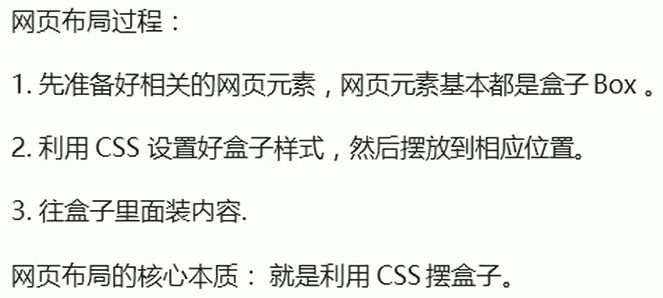 网页布局过程：
1. 先准备好相关的网页元素，网页元素基本都是盒子 Box 。
2. 利用 CSS 设置好盒子样式，然后摆放到相应位置。
3. 往盒子里面装内容.
网页布局的核心本质： 就是利用 CSS 摆盒子。